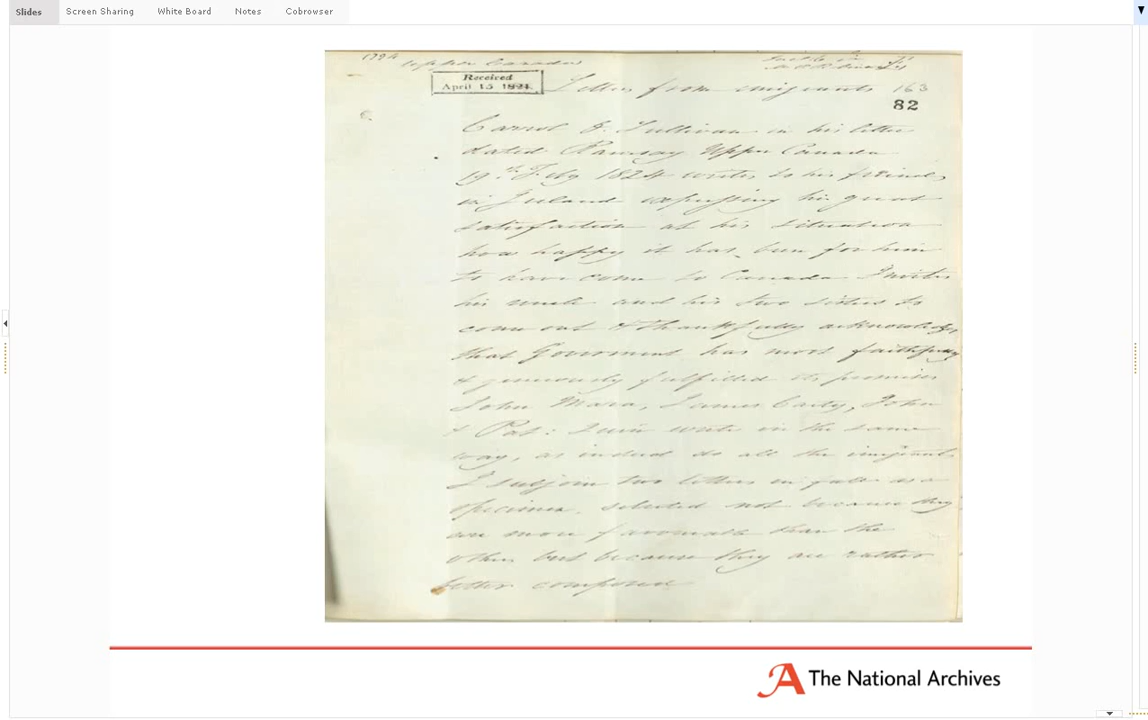 Slides Screen Sharing White Board Notes Cobrowser
1824
Upper Canada
Received
April 15 1824.
Letters from emigrants 163
82
Carrol J. Sullivan in his letter
dated Ramsay Upper Canada
19th Feby 1824 writes to his friends
in Ireland expressing his great
satisfaction at his situation
how happy it has been for him
to have come to Canada Invites
his uncle and his two sisters to
come out & thankfully acknowledges
that Government has most faithfully
& generously fulfilled its promises
John Mara, James Carty, John
& Pat: Quin write in the same
way, as indeed do all the emigrants
I subjoin two letters in full as a
specimen. selected not because they
are more favourable than the
others but because they are rather
better composed
The National Archives